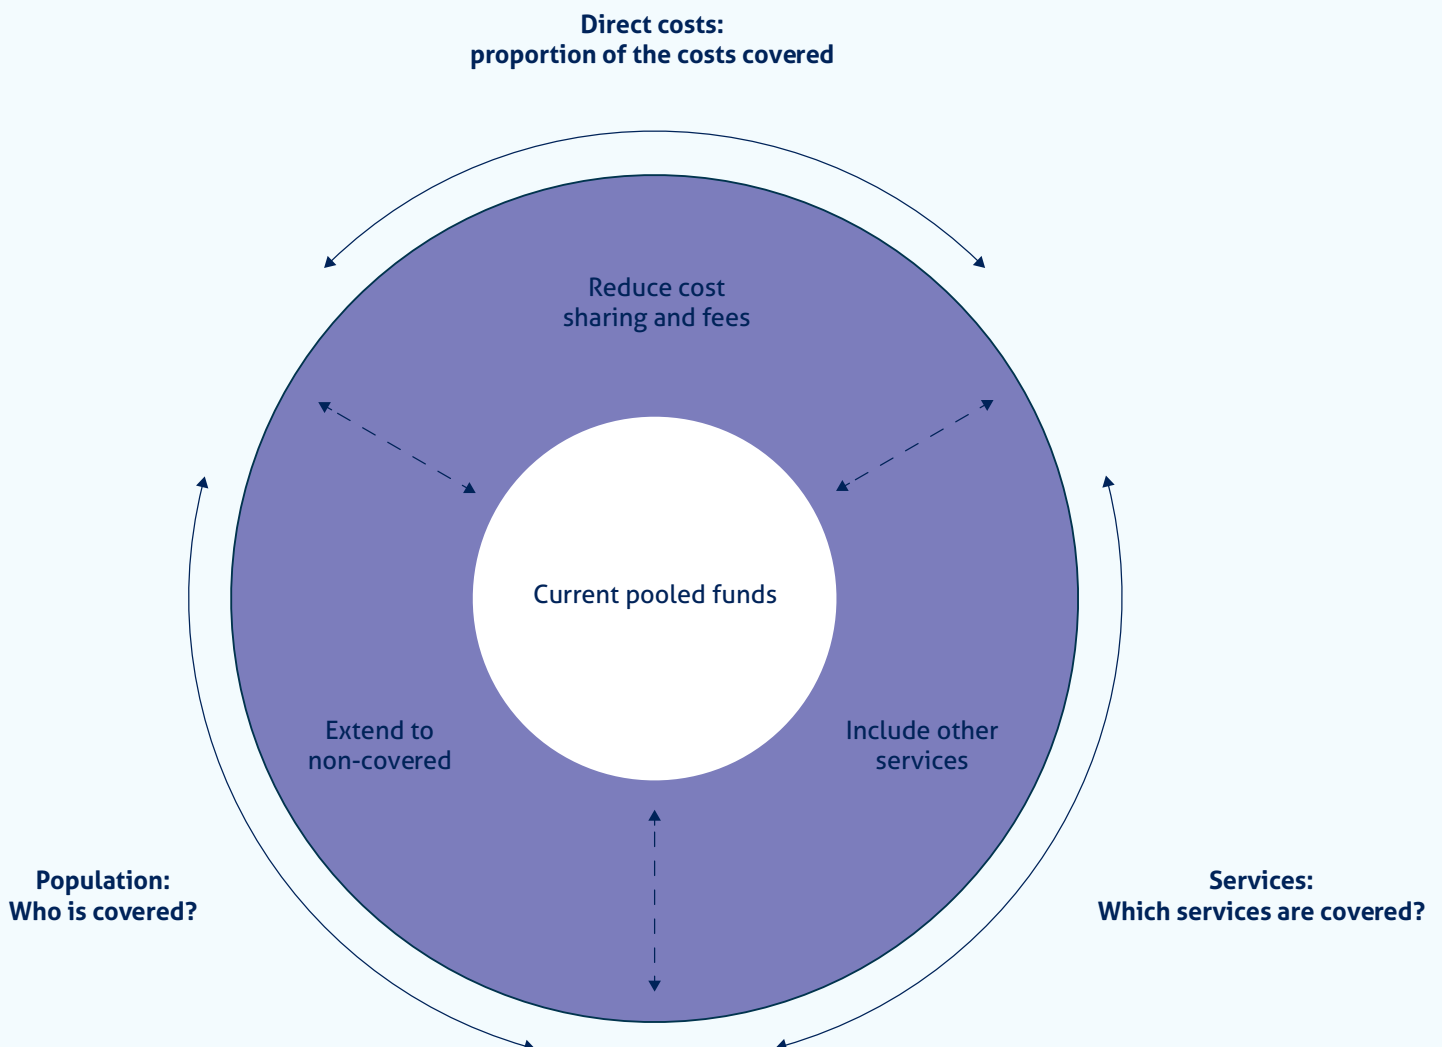 Direct costs:
proportion of the costs covered
Reduce cost
sharing and fees
Current pooled funds
Extend to
non-covered
Include other
services
Population:
Who is covered?
Services:
Which services are covered?